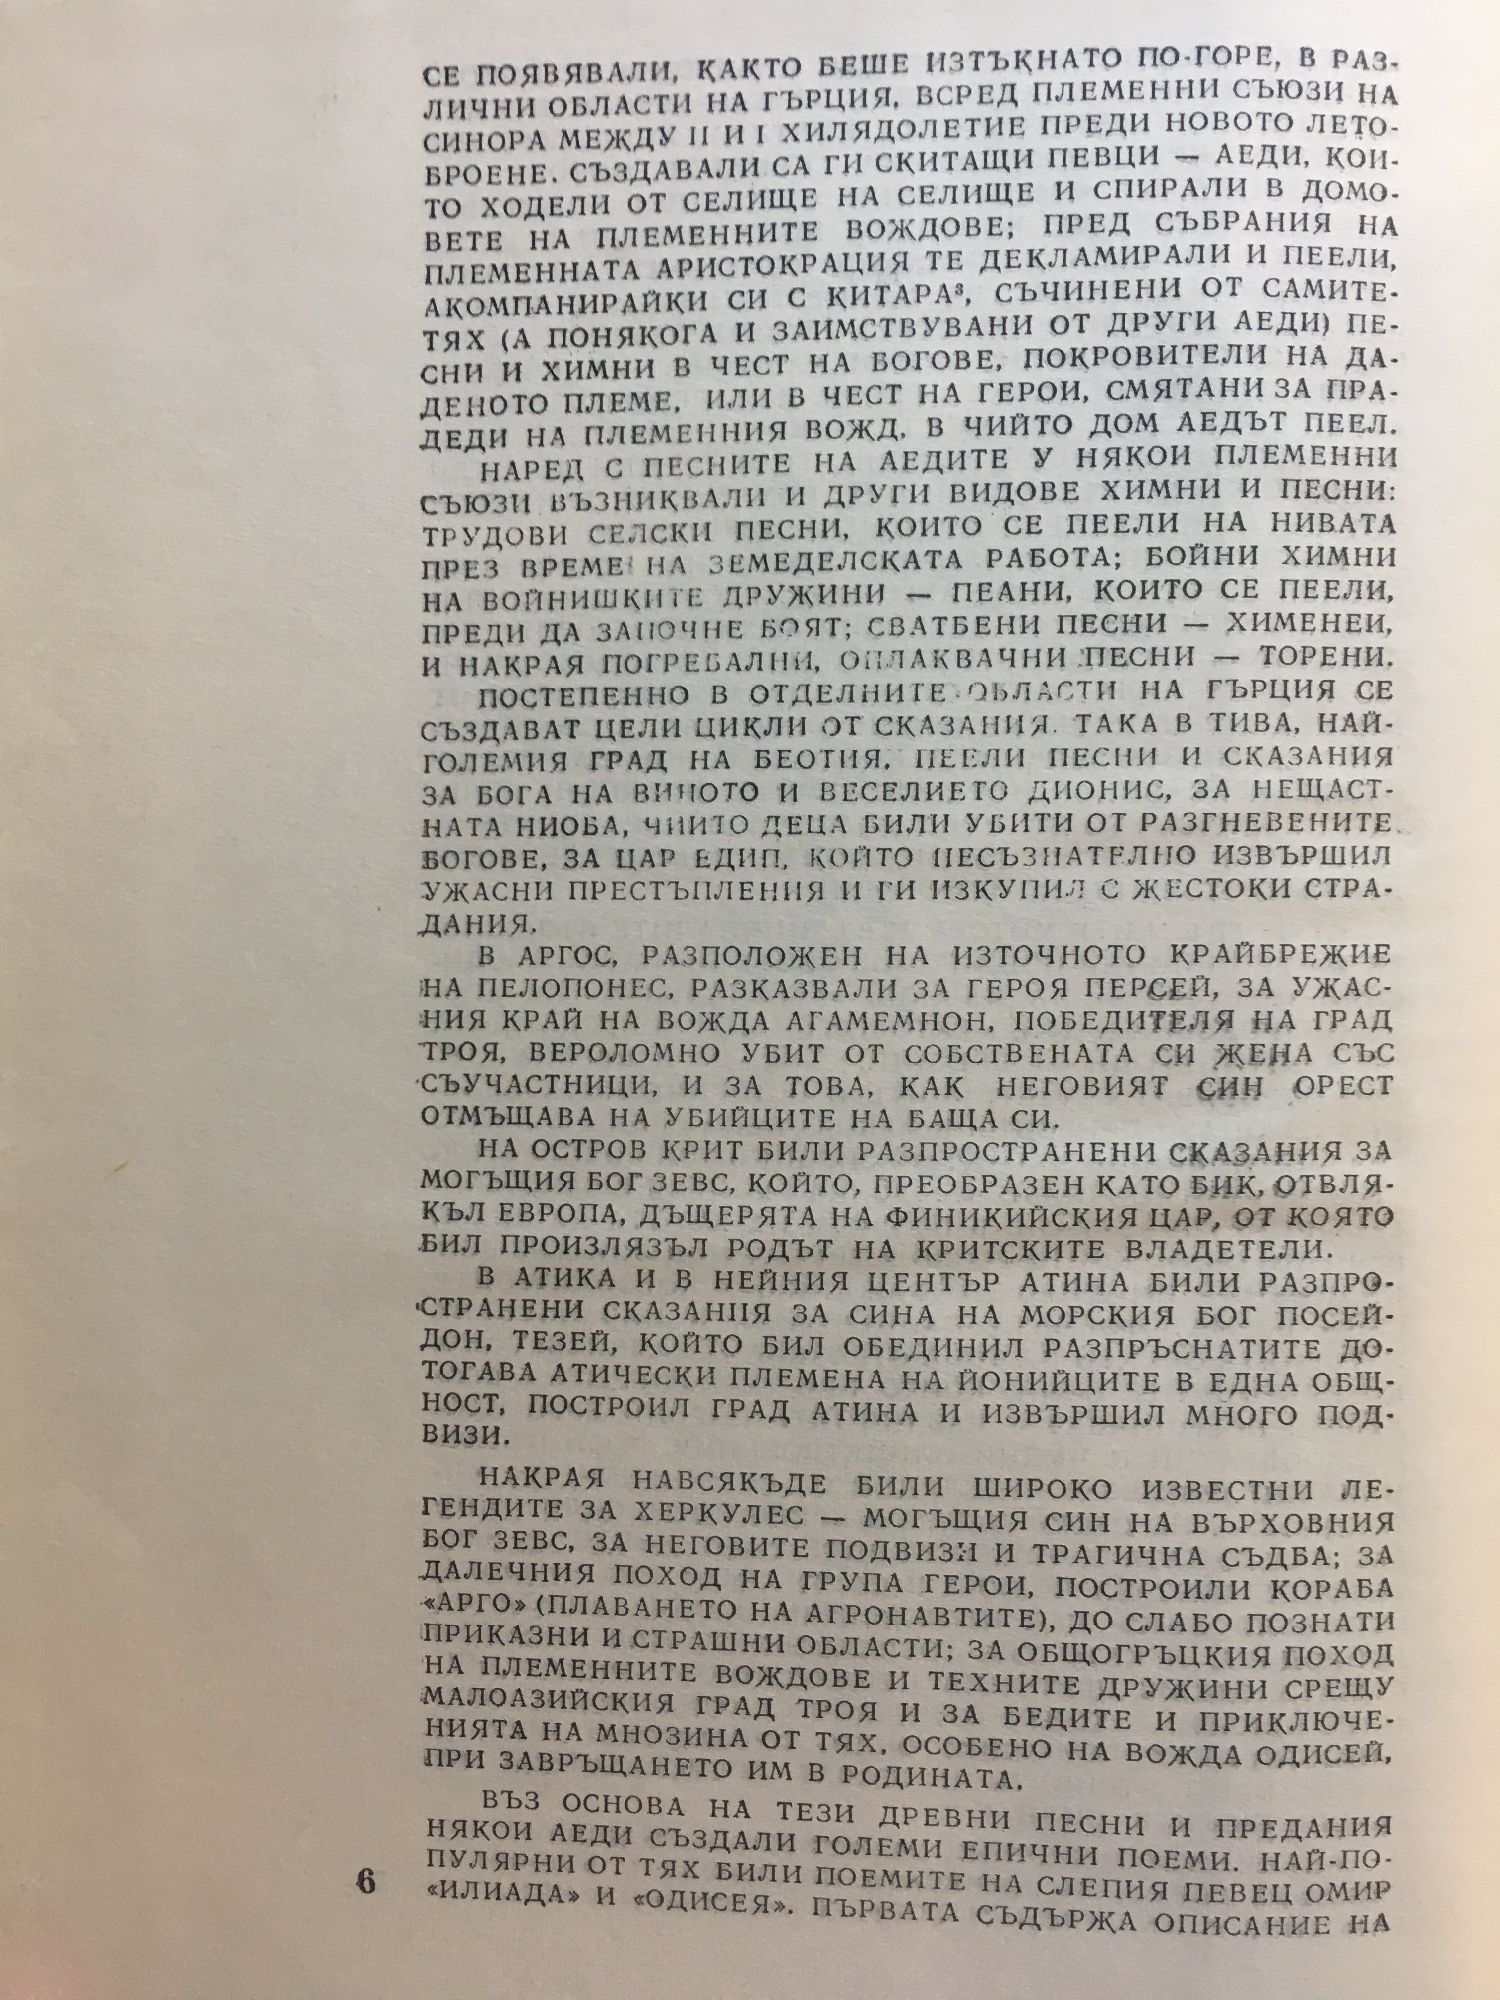 СЕ ПОЯВЯВАЛИ, КАКТО БЕШЕ ИЗТЪКНАТО ПО-ГОРЕ, В РАЗ-
ЛИЧНИ ОБЛАСТИ НА ГЪРЦИЯ, ВСРЕД ПЛЕМЕННИ СЪЮЗИ НА
СИНОРА МЕЖДУ II И I ХИЛЯДОЛЕТИЕ ПРЕДИ НОВОТО ЛЕТО-
БРОЕНЕ. СЪЗДАВАЛИ СА ГИ СКИТАЩИ ПЕВЦИ — АЕДИ, КОИ-
ТО ХОДЕЛИ ОТ СЕЛИЩЕ НА СЕЛИЩЕ И СПИРАЛИ В ДОМО-
ВЕТЕ НА ПЛЕМЕННИТЕ ВОЖДОВЕ; ПРЕД СЪБРАНИЯ НА
ПЛЕМЕННАТА АРИСТОКРАЦИЯ ТЕ ДЕКЛАМИРАЛИ И ПЕЕЛИ,
АКОМПАНИРАЙКИ СИ С КИТАРА³, СЪЧИНЕНИ ОТ САМИТЕ-
ТЯХ (А ПОНЯКОГА И ЗАИМСТВУВАНИ ОТ ДРУГИ АЕДИ) ПЕ-
СНИ И ХИМНИ В ЧЕСТ НА БОГОВЕ, ПОКРОВИТЕЛИ НА ДА-
ДЕНОТО ПЛЕМЕ, ИЛИ В ЧЕСТ НА ГЕРОИ, СМЯТАНИ ЗА ПРА-
ДЕДИ НА ПЛЕМЕННИЯ ВОЖД, В ЧИЙТО ДОМ АЕДЪТ ПЕЕЛ.
НАРЕД С ПЕСНИТЕ НА АЕДИТЕ У НЯКОИ ПЛЕМЕННИ
СЪЮЗИ ВЪЗНИКВАЛИ И ДРУГИ ВИДОВЕ ХИМНИ И ПЕСНИ:
ТРУДОВИ СЕЛСКИ ПЕСНИ, КОИТО СЕ ПЕЕЛИ НА НИВАТА
ПРЕЗ ВРЕМЕ НА ЗЕМЕДЕЛСКАТА РАБОТА; БОЙНИ ХИМНИ
НА ВОЙНИШКИТЕ ДРУЖИНИ — ПЕАНИ, КОИТО СЕ ПЕЕЛИ,
ПРЕДИ ДА ЗАПОЧНЕ БОЯТ; СВАТБЕНИ ПЕСНИ — ХИМЕНЕИ,
И НАКРАЯ ПОГРЕБАЛНИ, ОПЛАКВАЧНИ ПЕСНИ — ТОРЕНИ.
ПОСТЕПЕННО В ОТДЕЛНИТЕ ОБЛАСТИ НА ГЪРЦИЯ СЕ
СЪЗДАВАТ ЦЕЛИ ЦИКЛИ ОТ СКАЗАНИЯ. ТАКА В ТИВА, НАЙ-
ГОЛЕМИЯ ГРАД НА БЕОТИЯ, ПЕЕЛИ ПЕСНИ И СКАЗАНИЯ
ЗА БОГА НА ВИНОТО И ВЕСЕЛИЕТО ДИОНИС, ЗА НЕЩАСТ-
НАТА НИОБА, ЧИИТО ДЕЦА БИЛИ УБИТИ ОТ РАЗГНЕВЕНИТЕ
БОГОВЕ, ЗА ЦАР ЕДИП, КОЙТО НЕСЪЗНАТЕЛНО ИЗВЪРШИЛ
УЖАСНИ ПРЕСТЪПЛЕНИЯ И ГИ ИЗКУПИЛ С ЖЕСТОКИ СТРА-
ДАНИЯ.
В АРГОС, РАЗПОЛОЖЕН НА ИЗТОЧНОТО КРАЙБРЕЖИЕ
НА ПЕЛОПОНЕС, РАЗКАЗВАЛИ ЗА ГЕРОЯ ПЕРСЕЙ, ЗА УЖАС-
НИЯ КРАЙ НА ВОЖДА АГАМЕМНОН, ПОБЕДИТЕЛЯ НА ГРАД
ТРОЯ, ВЕРОЛОМНО УБИТ ОТ СОБСТВЕНАТА СИ ЖЕНА СЪС
СЪУЧАСТНИЦИ, И ЗА ТОВА, КАК НЕГОВИЯТ СИН ОРЕСТ
ОТМЪЩАВА НА УБИЙЦИТЕ НА БАЩА СИ.
НА ОСТРОВ КРИТ БИЛИ РАЗПРОСТРАНЕНИ СКАЗАНИЯ ЗА
МОГЪЩИЯ БОГ ЗЕВС, КОЙТО, ПРЕОБРАЗЕН КАТО БИК, ОТВЛЯ-
КЪЛ ЕВРОПА, ДЪЩЕРЯТА НА ФИНИКИЙСКИЯ ЦАР, ОТ КОЯТО
БИЛ ПРОИЗЛЯЗЪЛ РОДЪТ НА КРИТСКИТЕ ВЛАДЕТЕЛИ.
В АТИКА И В НЕЙНИЯ ЦЕНТЪР АТИНА БИЛИ РАЗПРО-
СТРАНЕНИ СКАЗАНИЯ ЗА СИНА НА МОРСКИЯ БОГ ПОСЕЙ-
ДОН, ТЕЗЕЙ, КОЙТО БИЛ ОБЕДИНИЛ РАЗПРЪСНАТИТЕ ДО-
ТОГАВА АТИЧЕСКИ ПЛЕМЕНА НА ЙОНИЙЦИТЕ В ЕДНА ОБЩ-
НОСТ, ПОСТРОИЛ ГРАД АТИНА И ИЗВЪРШИЛ МНОГО ПОД-
ВИЗИ.
НАКРАЯ НАВСЯКЪДЕ БИЛИ ШИРОКО ИЗВЕСТНИ ЛЕ-
ГЕНДИТЕ ЗА ХЕРКУЛЕС — МОГЪЩИЯ СИН НА ВЪРХОВНИЯ
БОГ ЗЕВС, ЗА НЕГОВИТЕ ПОДВИЗИ И ТРАГИЧНА СЪДБА; ЗА
ДАЛЕЧНИЯ ПОХОД НА ГРУПА ГЕРОИ, ПОСТРОИЛИ КОРАБА
«АРГО» (ПЛАВАНЕТО НА АГРОНАВТИТЕ), ДО СЛАБО ПОЗНАТИ
ПРИКАЗНИ И СТРАШНИ ОБЛАСТИ; ЗА ОБЩОГРЪЦКИЯ ПОХОД
НА ПЛЕМЕННИТЕ ВОЖДОВЕ И ТЕХНИТЕ ДРУЖИНИ СРЕЩУ
МАЛОАЗИЙСКИЯ ГРАД ТРОЯ И ЗА БЕДИТЕ И ПРИКЛЮЧЕ-
НИЯТА НА МНОЗИНА ОТ ТЯХ, ОСОБЕНО НА ВОЖДА ОДИСЕЙ,
ПРИ ЗАВРЪЩАНЕТО ИМ В РОДИНАТА.
ВЪЗ ОСНОВА НА ТЕЗИ ДРЕВНИ ПЕСНИ И ПРЕДАНИЯ
НЯКОИ АЕДИ СЪЗДАЛИ ГОЛЕМИ ЕПИЧНИ ПОЕМИ. НАЙ-ПО-
ПУЛЯРНИ ОТ ТЯХ БИЛИ ПОЕМИТЕ НА СЛЕПИЯ ПЕВЕЦ ОМИР
«ИЛИАДА» И «ОДИСЕЯ». ПЪРВАТА СЪДЪРЖА ОПИСАНИЕ НА
6